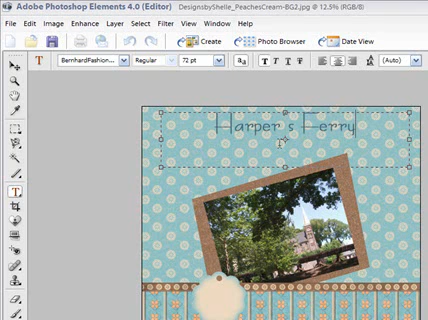 Adobe Photoshop Elements 4.0 (Editor) DesignsbyShelle_PeachesCream-BG2.jpg @ 12.5% (RGB/8)
File Edit Image Enhance Layer Select Filter View Window Help
Create Photo Browser Date View
T BernhardFashion... Regular 72 pt aa T T T T (Auto)
Harper's Ferry
T